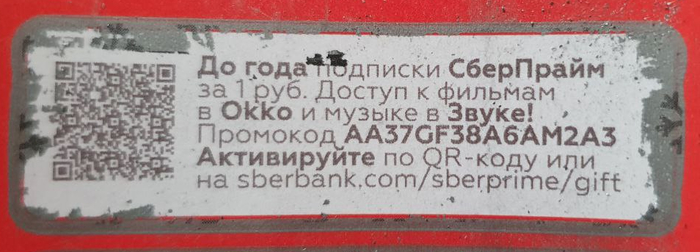 До года подписки СберПрайм
за 1 руб. Доступ к фильмам
в Okko и музыке в Звуке!
Промокод AA37GF38A6AM2A3
Активируйте по QR-коду или
на sberbank.com/sberprime/gift